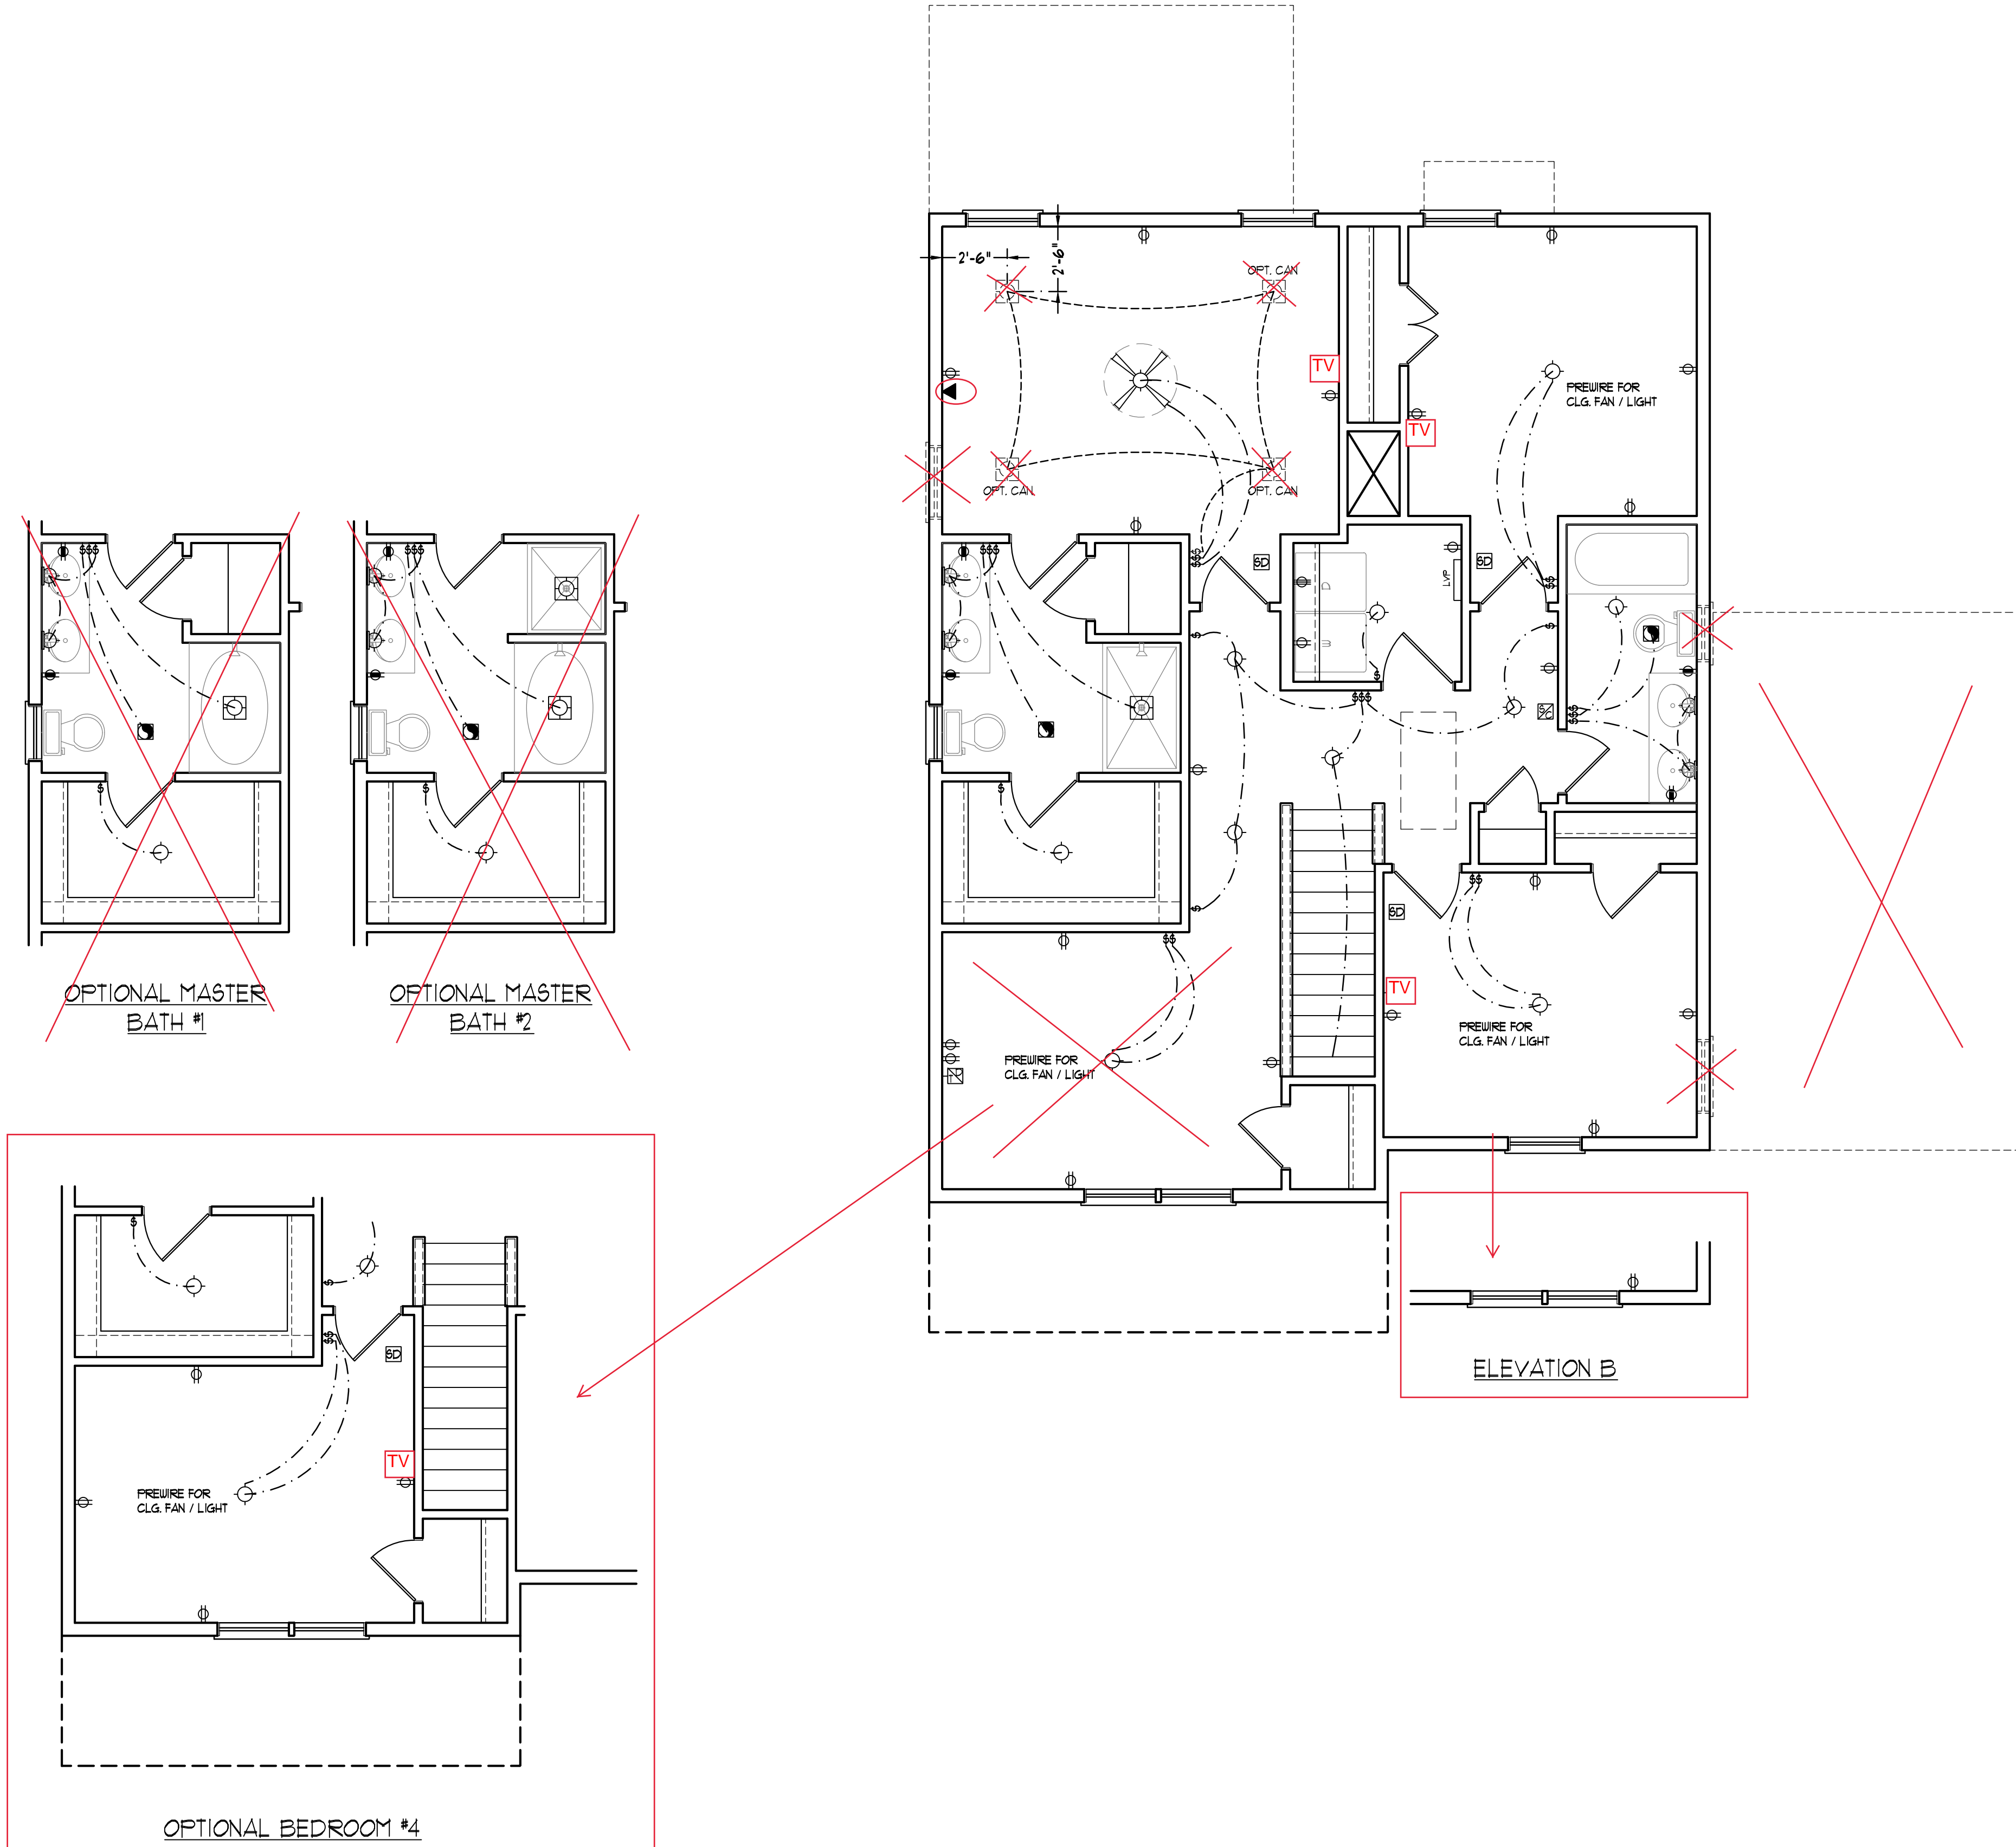 2'-6"
2'-6"
OPT. CAN
TV
PREWIRE FOR
CLG. FAN / LIGHT
TV
OPT. CAN
OPT. CAN
$$$
$$$
$$$
$
$$
SD
SD
LVP
$$
D
W
$
$
$
$$$
S/C
$$$
$
$
$
$
$$
SD
$
$$
TV
OPTIONAL MASTER
BATH #1
OPTIONAL MASTER
BATH #2
PREWIRE FOR
CLG. FAN / LIGHT
PREWIRE FOR
CLG. FAN / LIGHT
$
$
$$
SD
ELEVATION B
TV
PREWIRE FOR
CLG. FAN / LIGHT
OPTIONAL BEDROOM #4